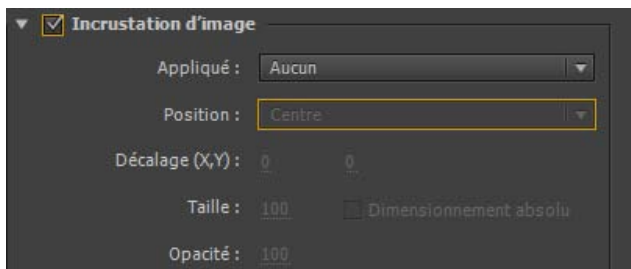 Incrustation d'image
Appliqué : Aucun
Position : Centre
Décalage (X,Y) : 0 0
Taille : 100 Dimensionnement absolu
Opacité : 100